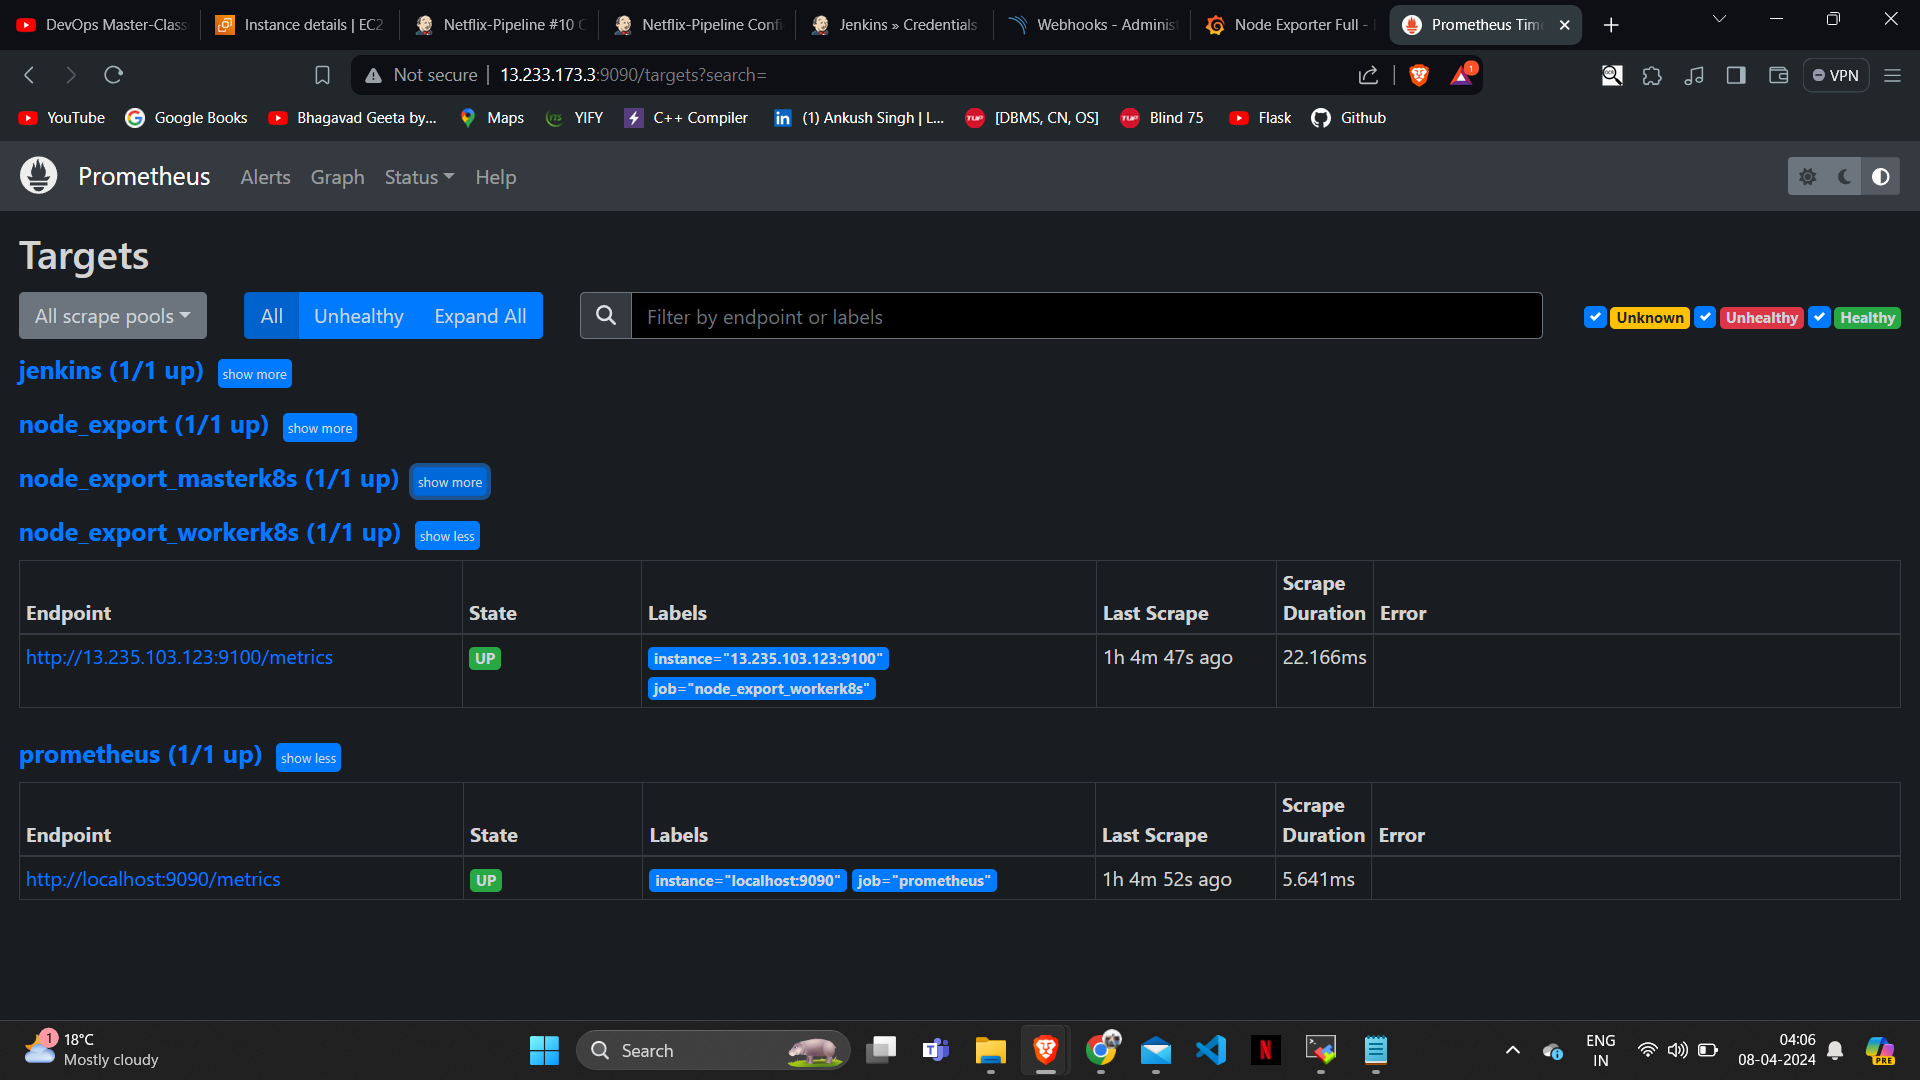 DevOps Master-Class
Instance details | EC2
Netflix-Pipeline #10 C
Netflix-Pipeline Confi
Jenkins » Credentials
Webhooks - Adminis
Node Exporter Full -
Prometheus Time
Not secure
13.233.173.3:9090/targets?search=
1
VPN
YouTube
Google Books
Bhagavad Geeta by...
Maps
YIFY
C++ Compiler
(1) Ankush Singh | L...
[DBMS, CN, OS]
Blind 75
Flask
Github
Prometheus
Alerts
Graph
Status
Help
Targets
All scrape pools
All
Unhealthy
Expand All
Filter by endpoint or labels
Unknown
Unhealthy
Healthy
jenkins (1/1 up)
show more
node_export (1/1 up)
show more
node_export_masterk8s (1/1 up)
show more
node_export_workerk8s (1/1 up)
show less
Endpoint
State
Labels
Last Scrape
Scrape
Duration
Error
http://13.235.103.123:9100/metrics
UP
instance="13.235.103.123:9100"
job="node_export_workerk8s"
1h 4m 47s ago
22.166ms
prometheus (1/1 up)
show less
Endpoint
State
Labels
Last Scrape
Scrape
Duration
Error
http://localhost:9090/metrics
UP
instance="localhost:9090"
job="prometheus"
1h 4m 52s ago
5.641ms
1
18°C
Mostly cloudy
Search
ENG
IN
04:06
08-04-2024
PRE